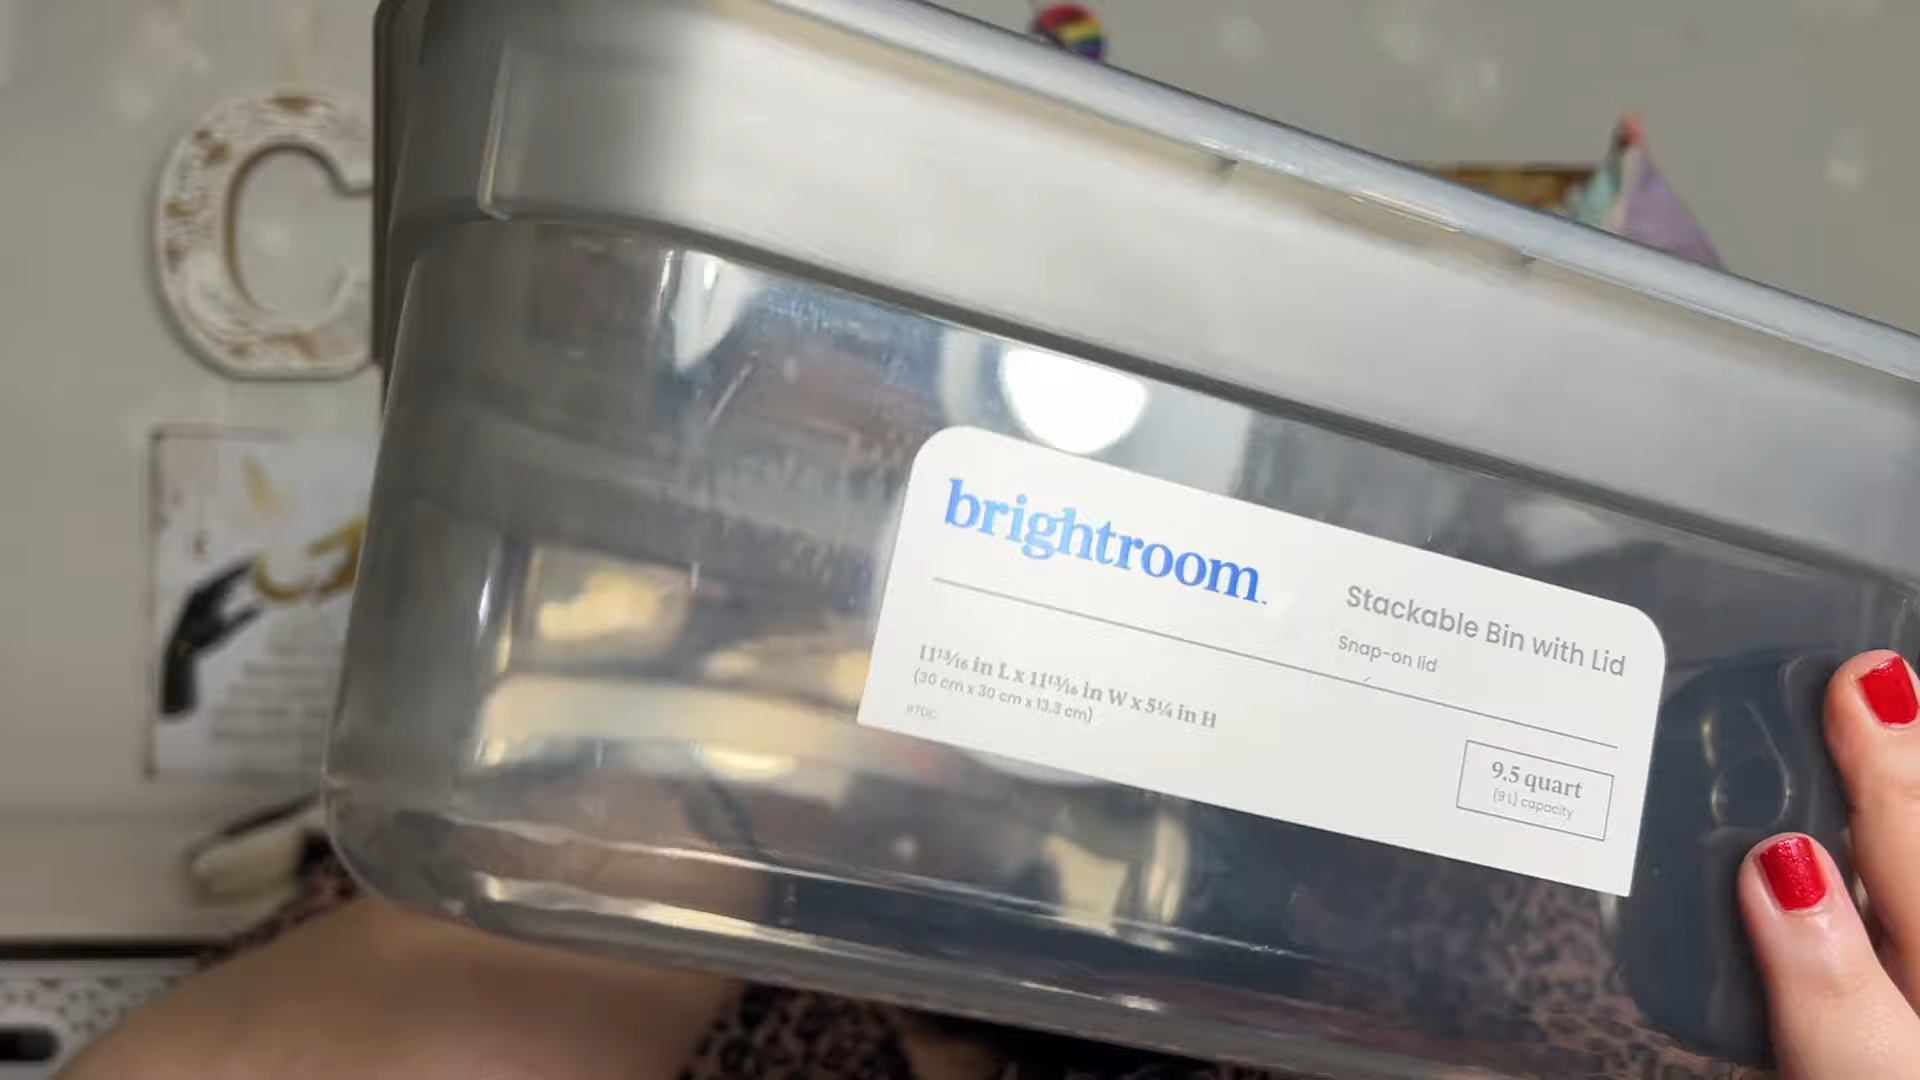 C
brightroom.
Stackable Bin with Lid
Snap-on lid
11¹³⁄₁₆ in L x 11¹³⁄₁₆ in W x 5¼ in H
(30 cm x 30 cm x 13.3 cm)
9.5 quart
(9 L) capacity